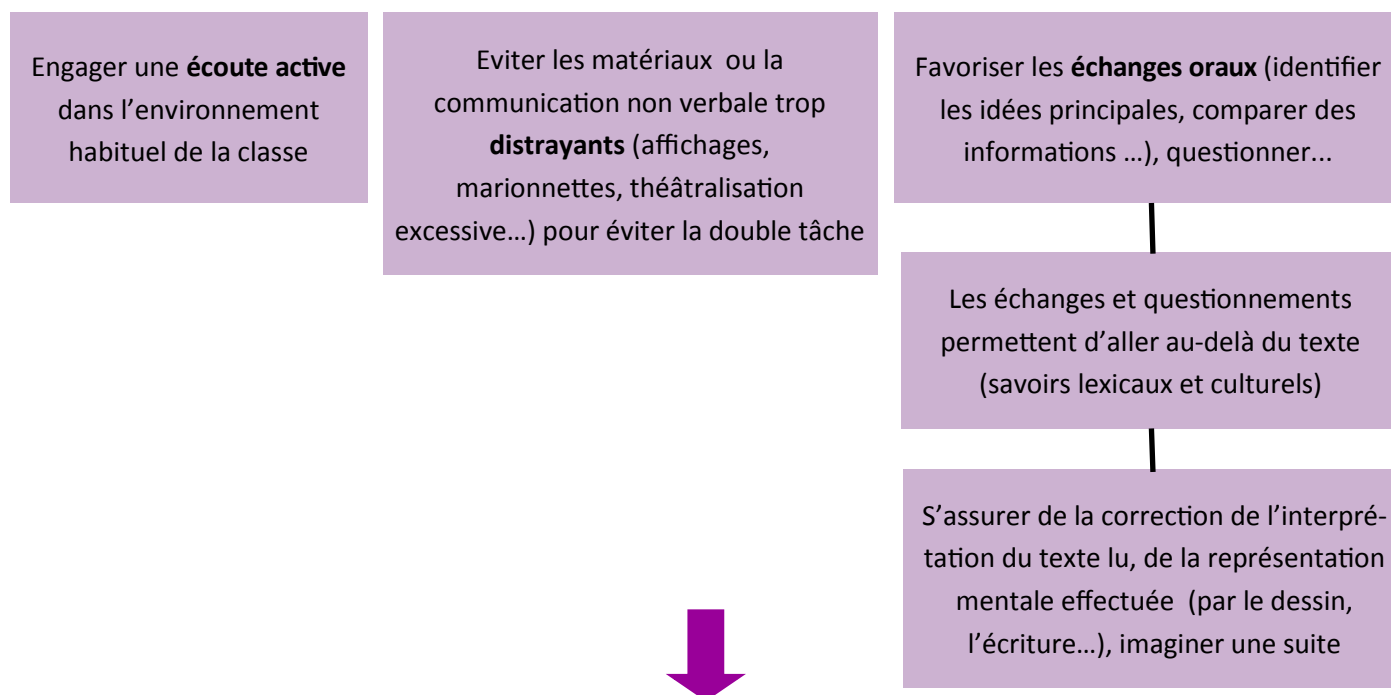 Engager une écoute active
dans l’environnement
habituel de la classe
Eviter les matériaux ou la
communication non verbale trop
distrayants (affichages,
marionnettes, théâtralisation
excessive…) pour éviter la double tâche
Favoriser les échanges oraux (identifier
les idées principales, comparer des
informations …), questionner...
Les échanges et questionnements
permettent d’aller au-delà du texte
(savoirs lexicaux et culturels)
S’assurer de la correction de l’interpré-
tation du texte lu, de la représentation
mentale effectuée (par le dessin,
l’écriture…), imaginer une suite